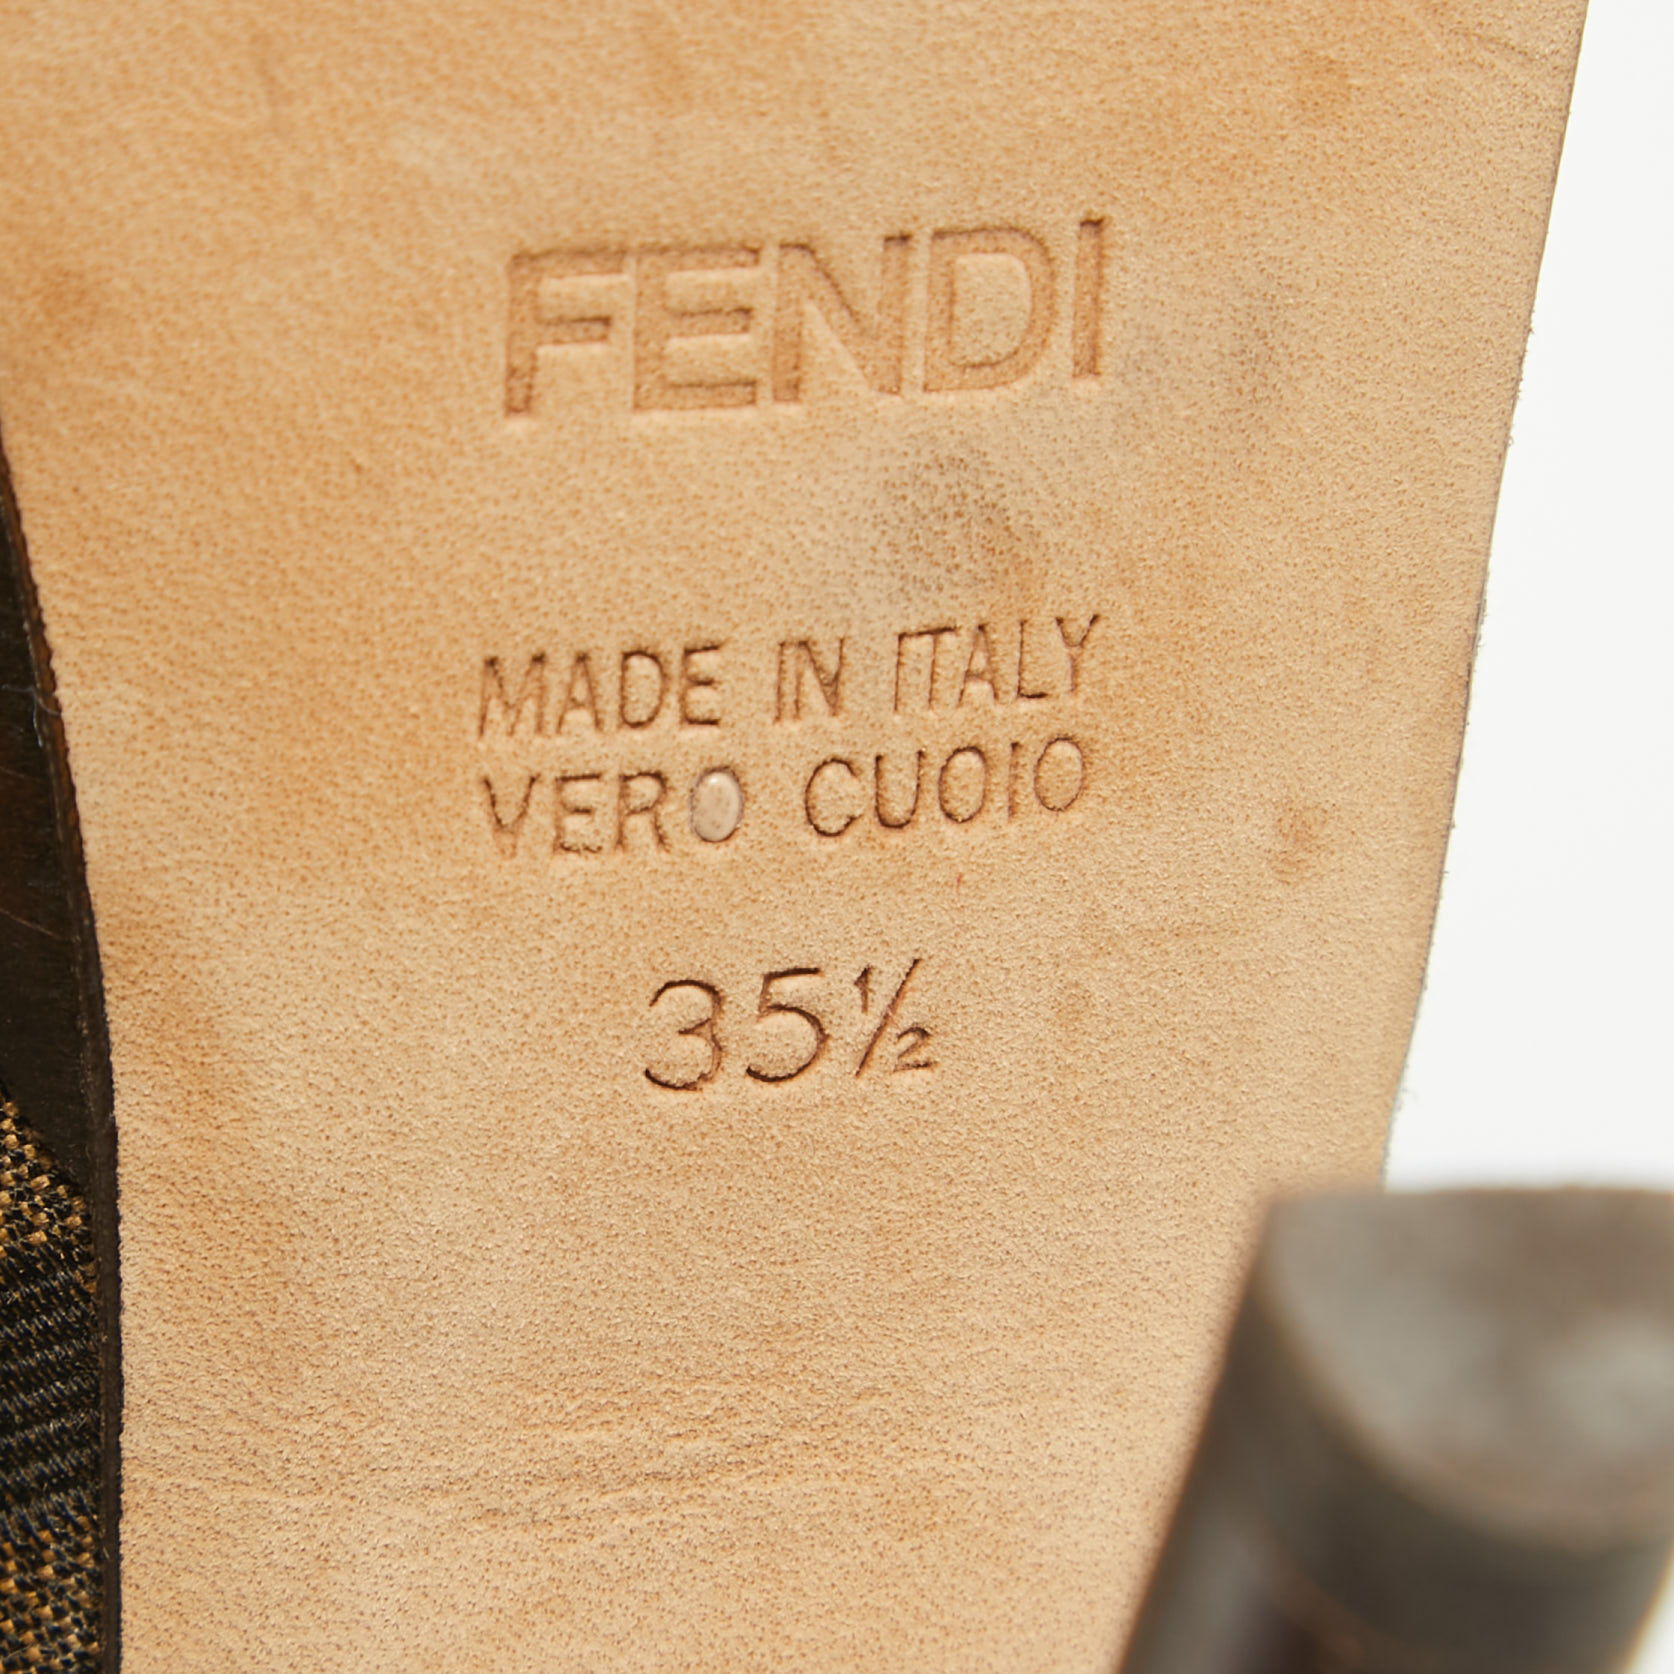 FENDI
MADE IN ITALY
VERO CUOIO
35½